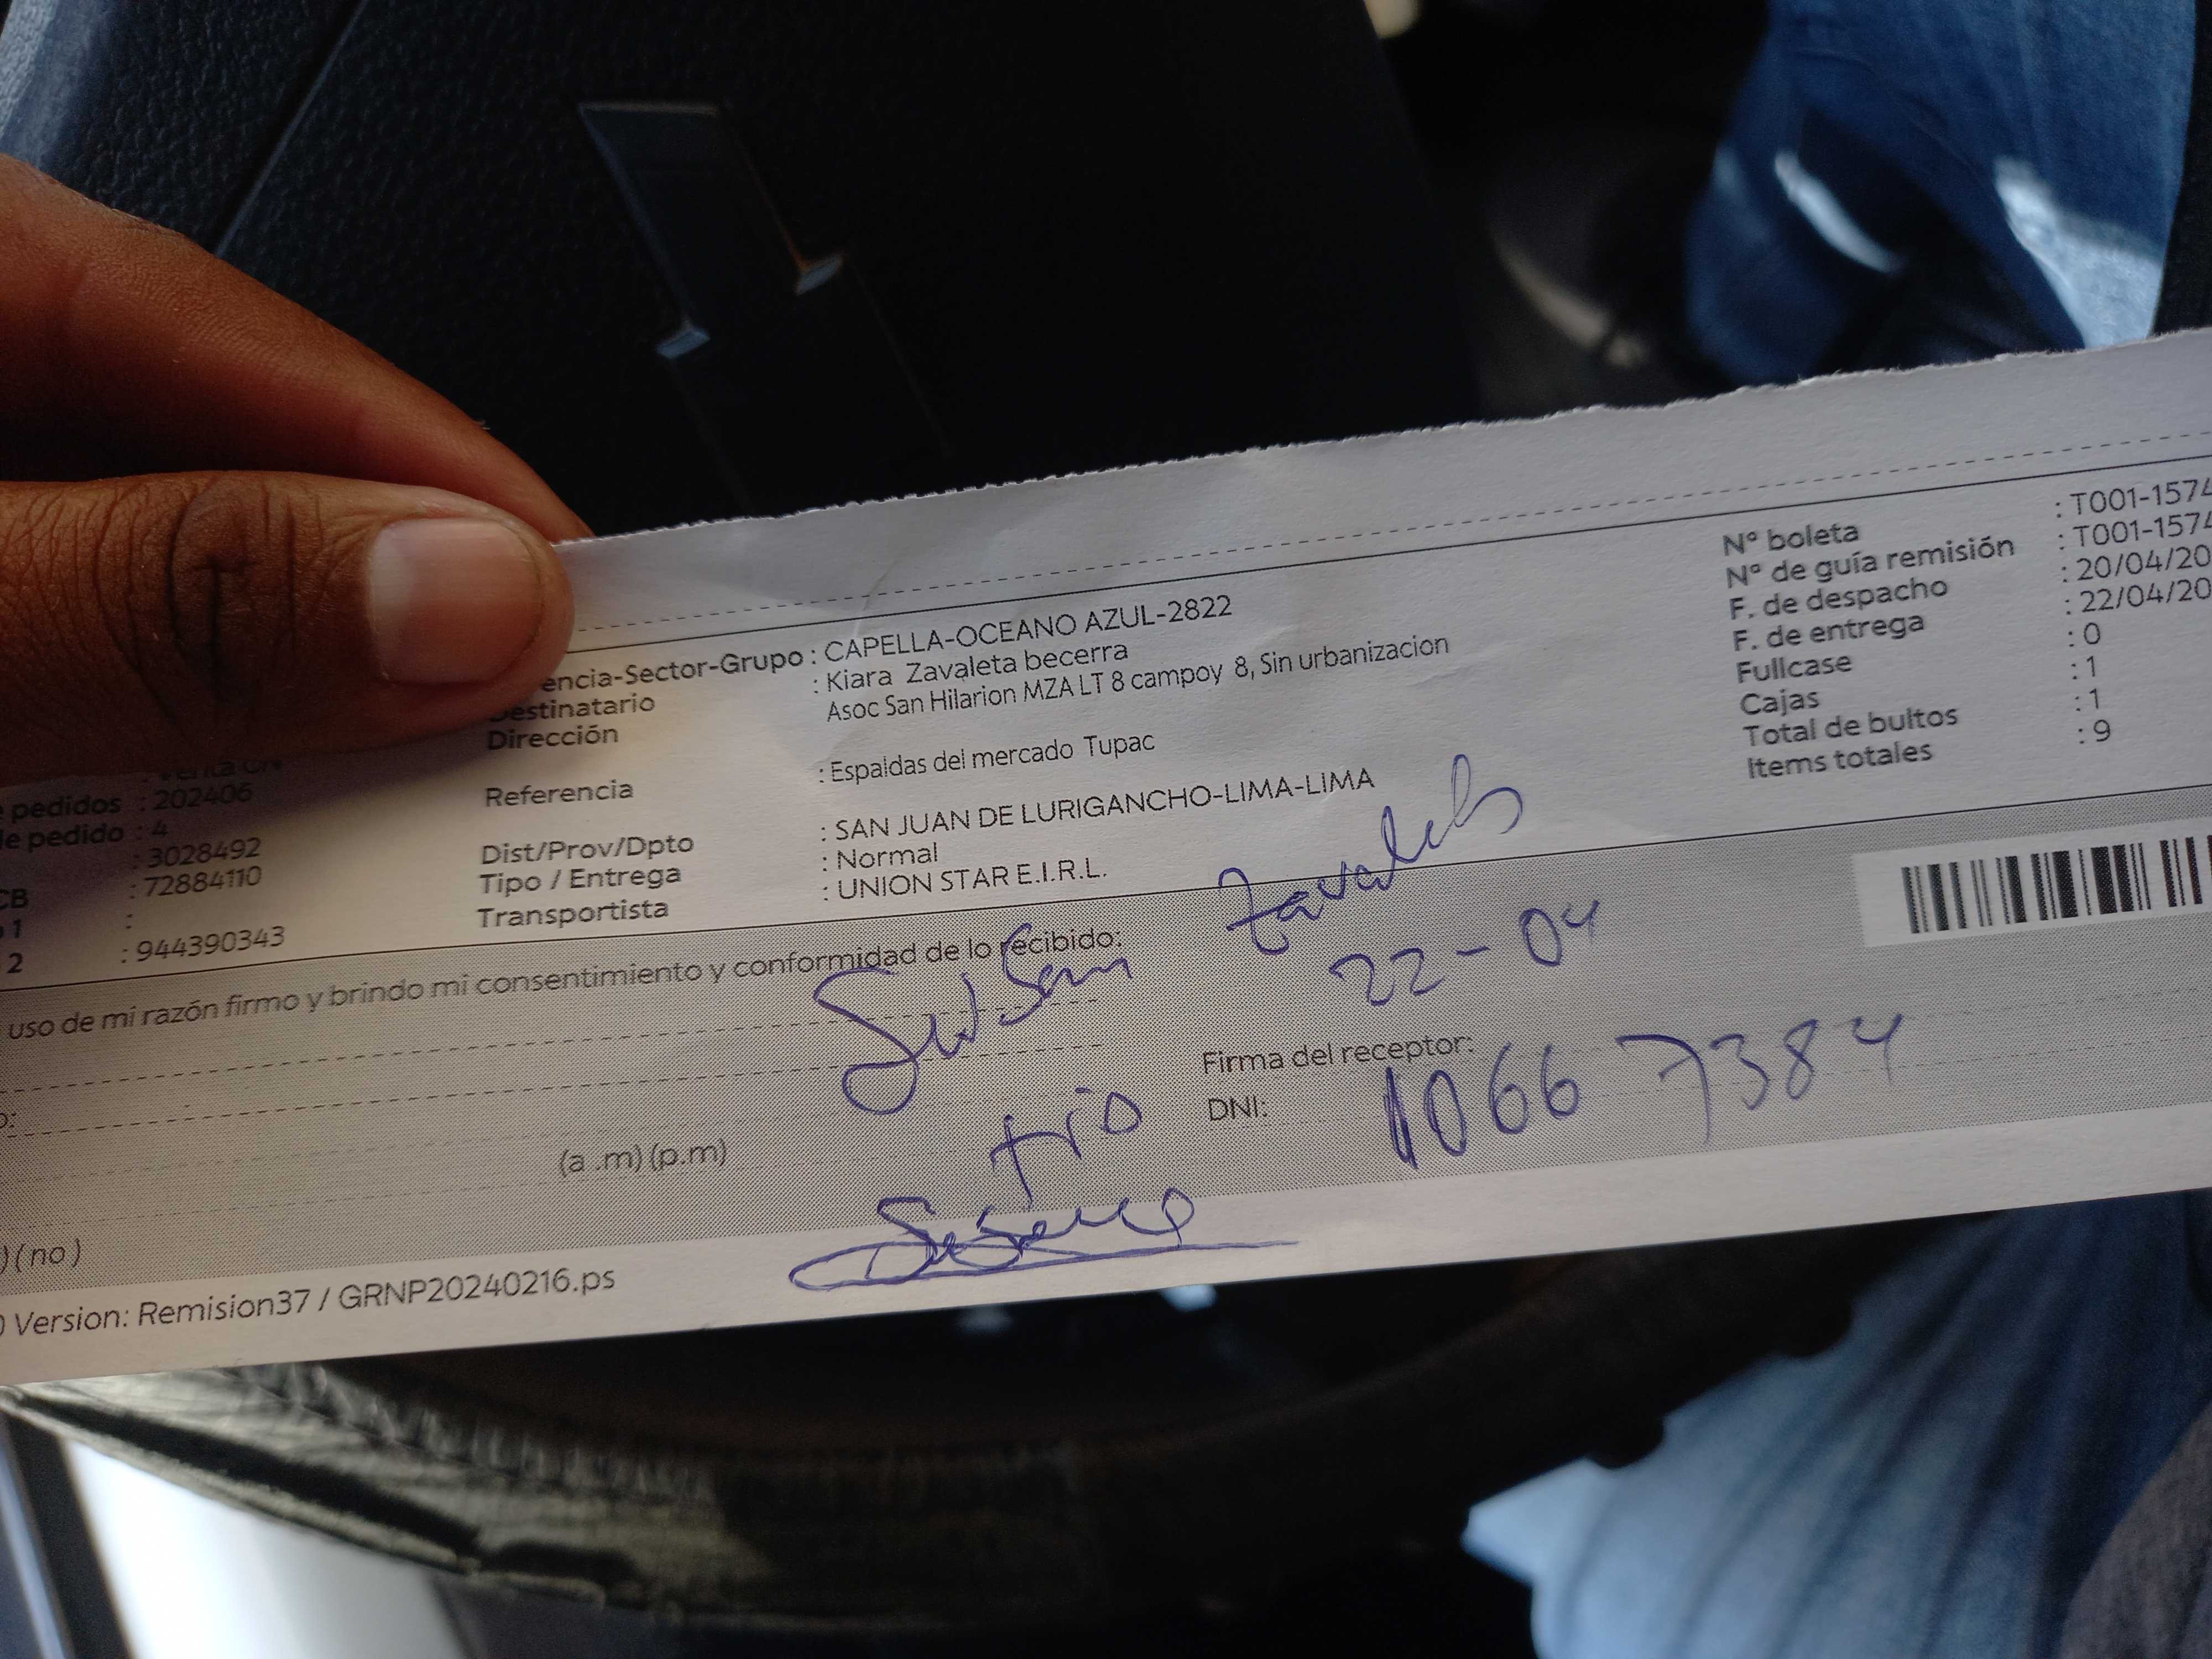 encia-Sector-Grupo : CAPELLA-OCEANO AZUL-2822
Destinatario : Kiara Zavaleta becerra
Dirección Asoc San Hilarion MZA LT 8 campoy 8, Sin urbanizacion
Referencia : Espaldas del mercado Tupac
Dist/Prov/Dpto : SAN JUAN DE LURIGANCHO-LIMA-LIMA
Tipo / Entrega : Normal
Transportista : UNION STAR E.I.R.L.
N° boleta : T001-1574
N° de guía remisión : T001-1574
F. de despacho : 20/04/20
F. de entrega : 22/04/20
Fullcase : 0
Cajas : 1
Total de bultos : 1
Items totales : 9
: Venta CN
e pedidos : 202406
de pedido : 4
: 3028492
CB : 72884110
1 :
2 : 944390343
uso de mi razón firmo y brindo mi consentimiento y conformidad de lo recibido:
Zavaleta
22-04
Firma del receptor:
DNI: 10667384
tio
o:
(a .m) (p.m)
) ( no )
) Version: Remision37 / GRNP20240216.ps